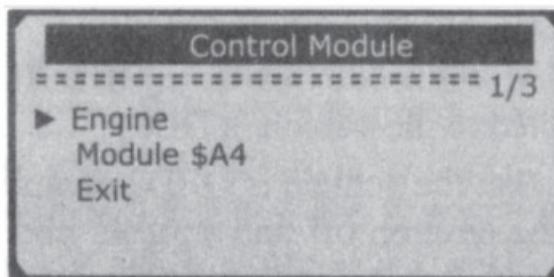 Control Module
====================== 1/3
► Engine
Module $A4
Exit